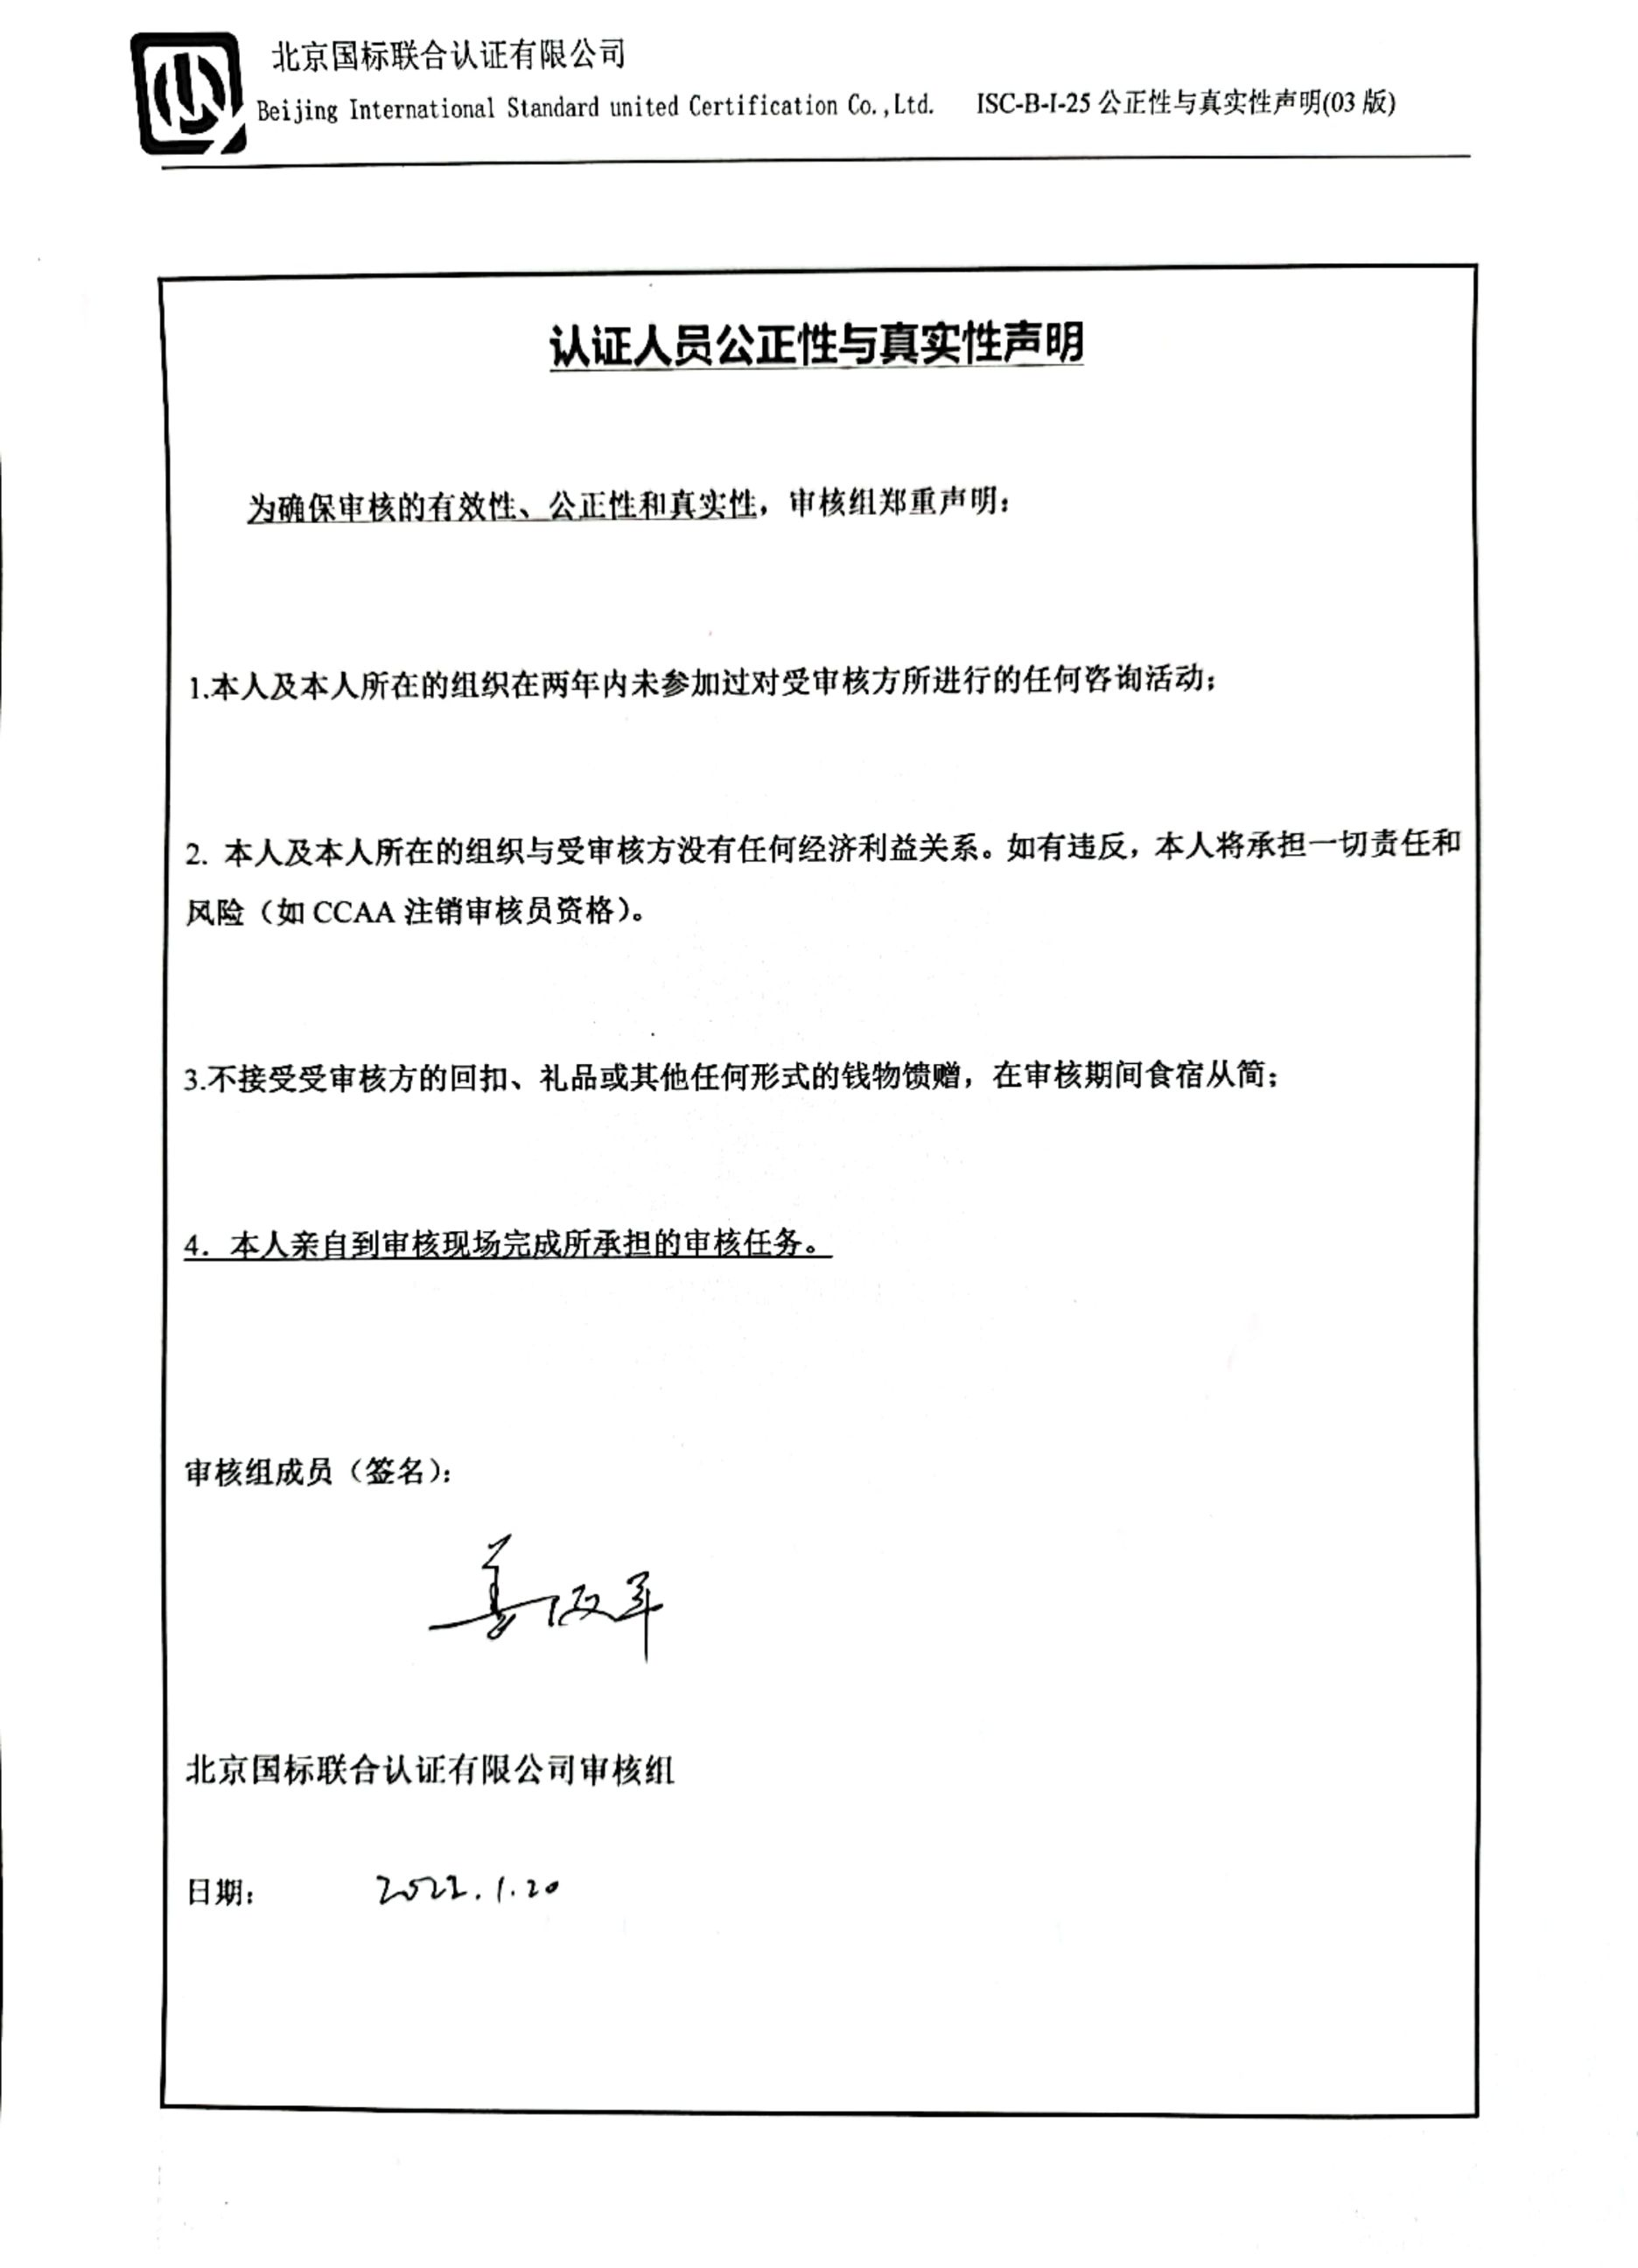 北京国标联合认证有限公司
Beijing International Standard united Certification Co.,Ltd. ISC-B-I-25 公正性与真实性声明(03 版)
认证人员公正性与真实性声明
为确保审核的有效性、公正性和真实性，审核组郑重声明：
1.本人及本人所在的组织在两年内未参加过对受审核方所进行的任何咨询活动；
2. 本人及本人所在的组织与受审核方没有任何经济利益关系。如有违反，本人将承担一切责任和
风险（如 CCAA 注销审核员资格）。
3.不接受受审核方的回扣、礼品或其他任何形式的钱物馈赠，在审核期间食宿从简；
4. 本人亲自到审核现场完成所承担的审核任务。
审核组成员（签名）：
北京国标联合认证有限公司审核组
日期： 2022.1.20